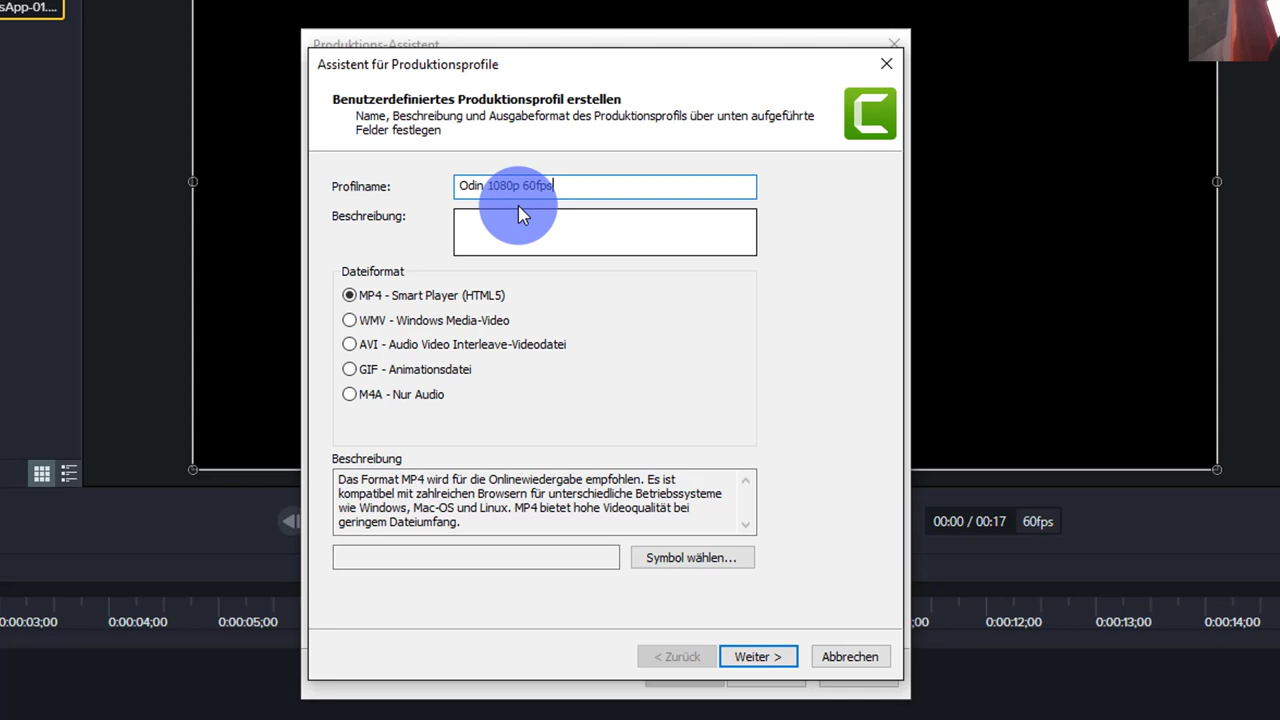 sApp-01....
Produktions-Assistent
Assistent für Produktionsprofile
Benutzerdefiniertes Produktionsprofil erstellen
Name, Beschreibung und Ausgabeformat des Produktionsprofils über unten aufgeführte
Felder festlegen
Profilname:
Odin 1080p 60fps
Beschreibung:
Dateiformat
MP4 - Smart Player (HTML5)
WMV - Windows Media-Video
AVI - Audio Video Interleave-Videodatei
GIF - Animationsdatei
M4A - Nur Audio
Beschreibung
Das Format MP4 wird für die Onlinewiedergabe empfohlen. Es ist
kompatibel mit zahlreichen Browsern für unterschiedliche Betriebssysteme
wie Windows, Mac-OS und Linux. MP4 bietet hohe Videoqualität bei
geringem Dateiumfang.
Symbol wählen...
00:00 / 00:17 60fps
0:00:03;00 0:00:04;00 0:00:05;00 ;00 0:00:12;00 0:00:13;00 0:00:14;00
< Zurück Weiter > Abbrechen